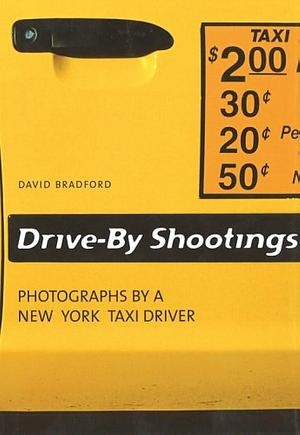 TAXI
$2.00
30¢
20¢ Pe
50¢ N
DAVID BRADFORD
Drive-By Shootings
PHOTOGRAPHS BY A
NEW YORK TAXI DRIVER